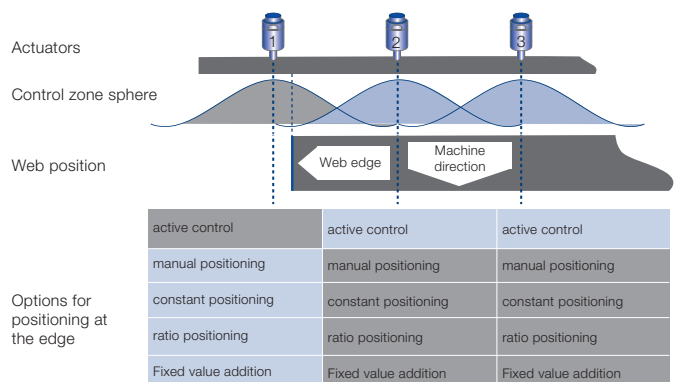 1
2
3
Actuators
Control zone sphere
Web position
Web edge
Machine
direction
active control
active control
active control
manual positioning
manual positioning
manual positioning
Options for
positioning at
the edge
constant positioning
constant positioning
constant positioning
ratio positioning
ratio positioning
ratio positioning
Fixed value addition
Fixed value addition
Fixed value addition